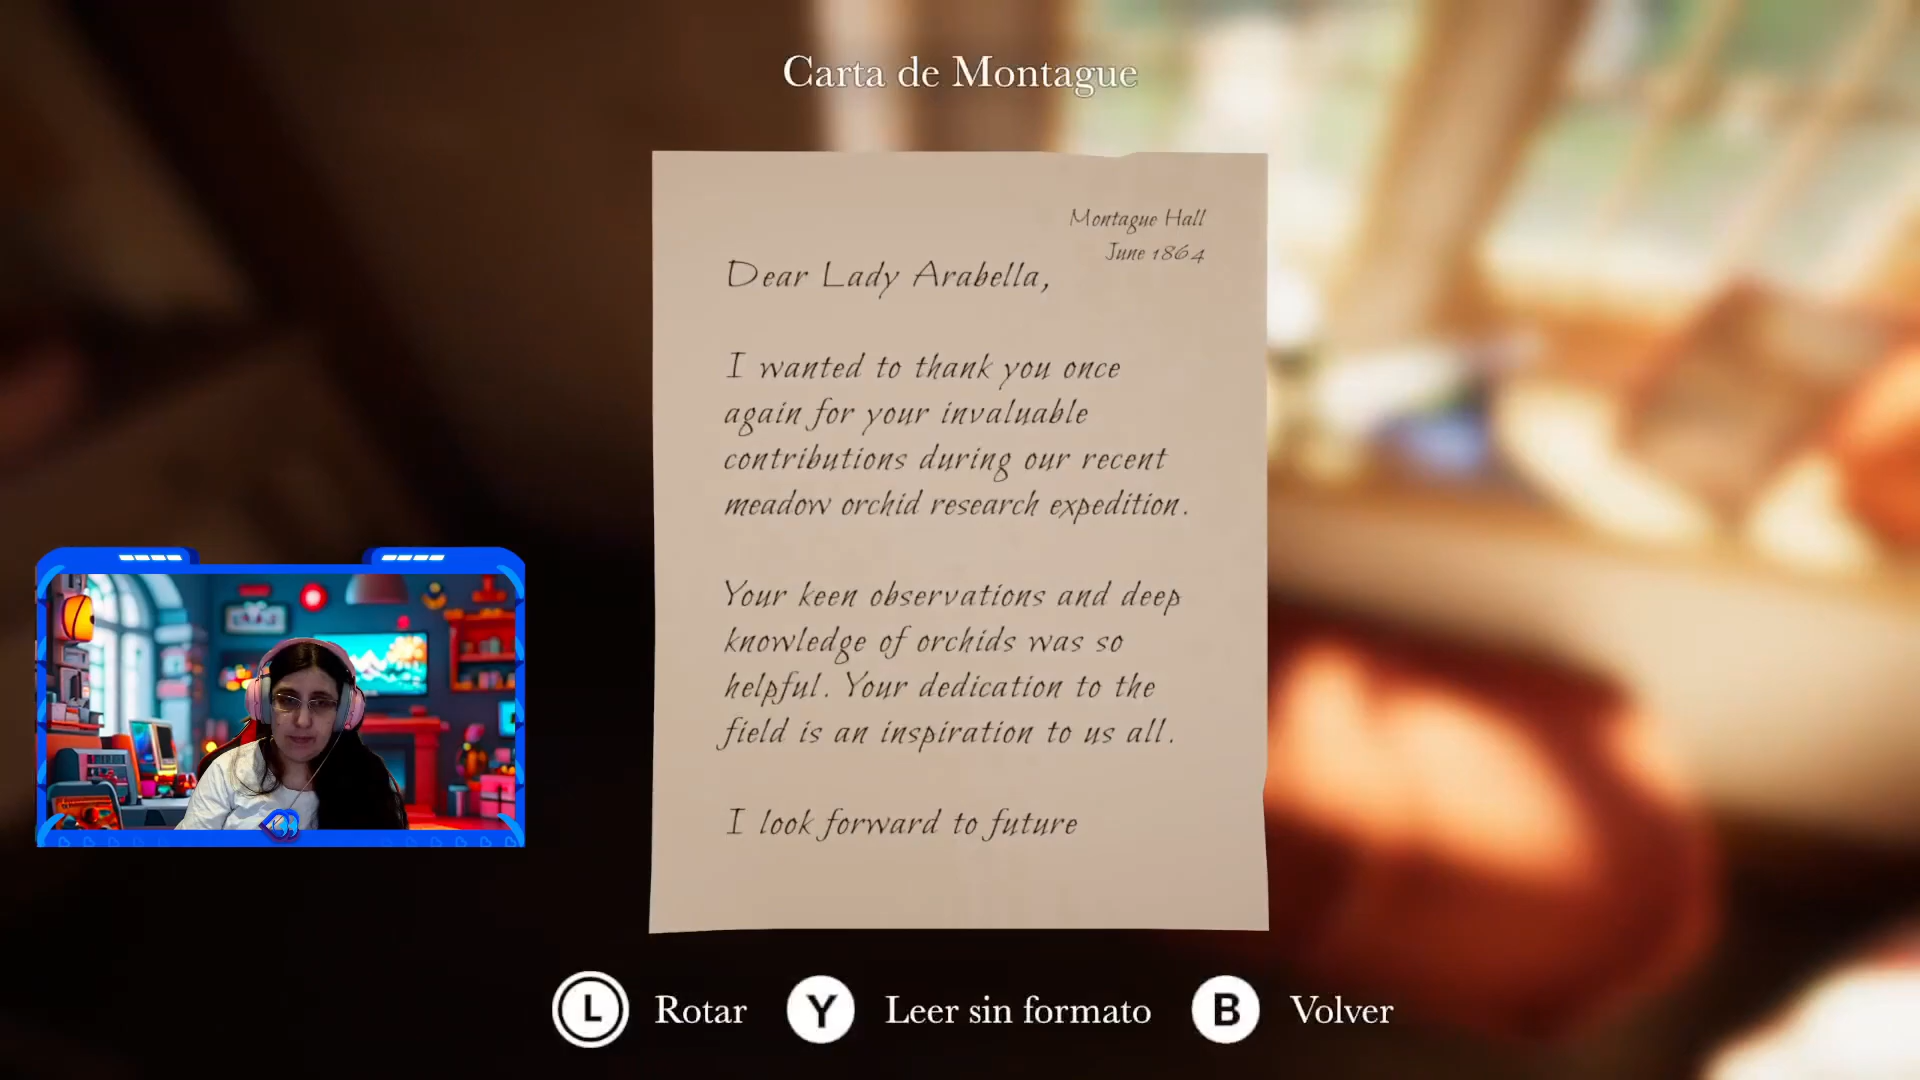 Carta de Montague
Montague Hall
June 1864
Dear Lady Arabella,
I wanted to thank you once
again for your invaluable
contributions during our recent
meadow orchid research expedition.
Your keen observations and deep
knowledge of orchids was so
helpful. Your dedication to the
field is an inspiration to us all.
I look forward to future
L Rotar Y Leer sin formato B Volver